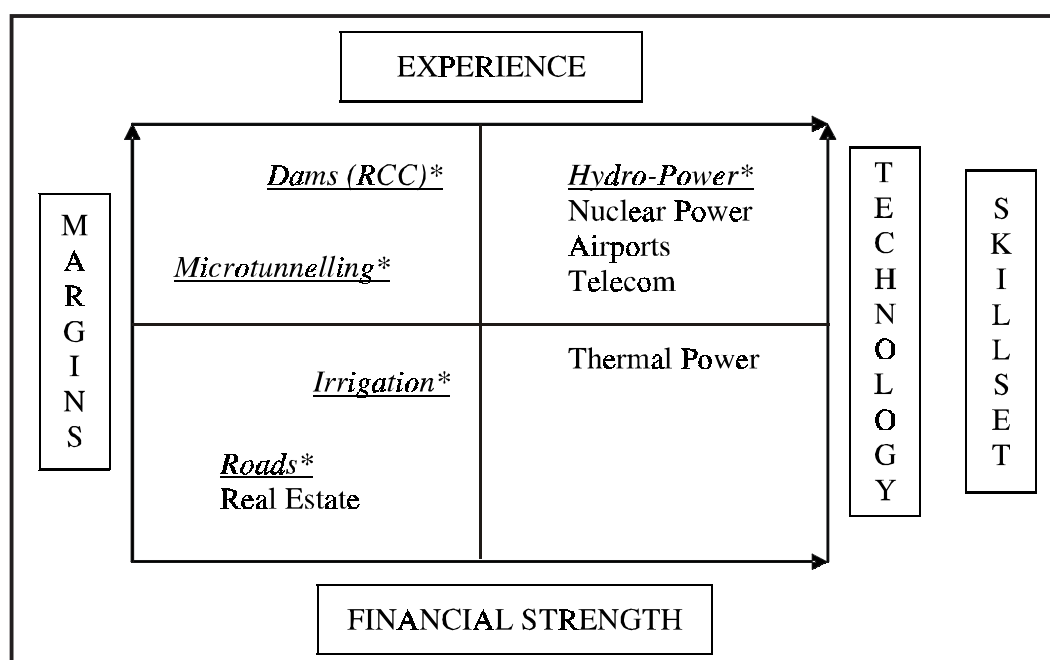 EXPERIENCE
Dams (RCC)*
Microtunnelling*
Hydro-Power*
Nuclear Power
Airports
Telecom
Irrigation*
Roads*
Real Estate
Thermal Power
MARGINS
TECHNOLOGY
SKILLSET
FINANCIAL STRENGTH